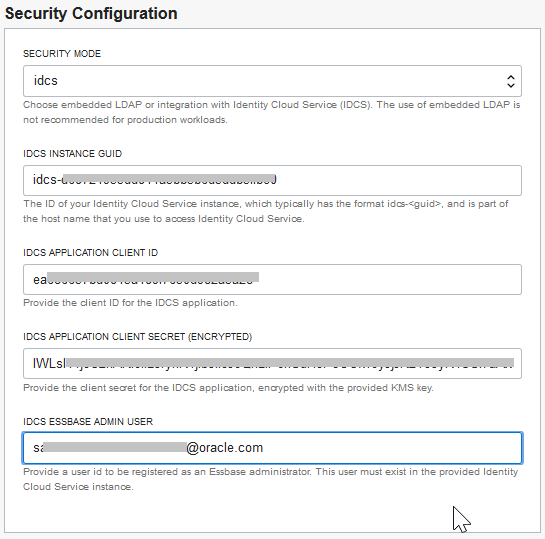 Security Configuration
SECURITY MODE
idcs
Choose embedded LDAP or integration with Identity Cloud Service (IDCS). The use of embedded LDAP is
not recommended for production workloads.
IDCS INSTANCE GUID
idcs-
The ID of your Identity Cloud Service instance, which typically has the format idcs-<guid>, and is part of
the host name that you use to access Identity Cloud Service.
IDCS APPLICATION CLIENT ID
ea
Provide the client ID for the IDCS application.
IDCS APPLICATION CLIENT SECRET (ENCRYPTED)
IWLsl
Provide the client secret for the IDCS application, encrypted with the provided KMS key.
IDCS ESSBASE ADMIN USER
sa @oracle.com
Provide a user id to be registered as an Essbase administrator. This user must exist in the provided Identity
Cloud Service instance.